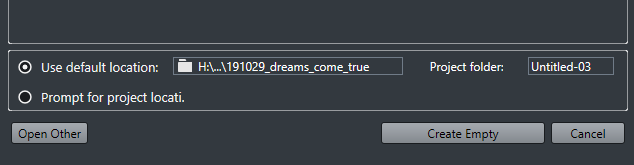 Use default location: H:\...\191029_dreams_come_true Project folder: Untitled-03
Prompt for project locati.
Open Other Create Empty Cancel